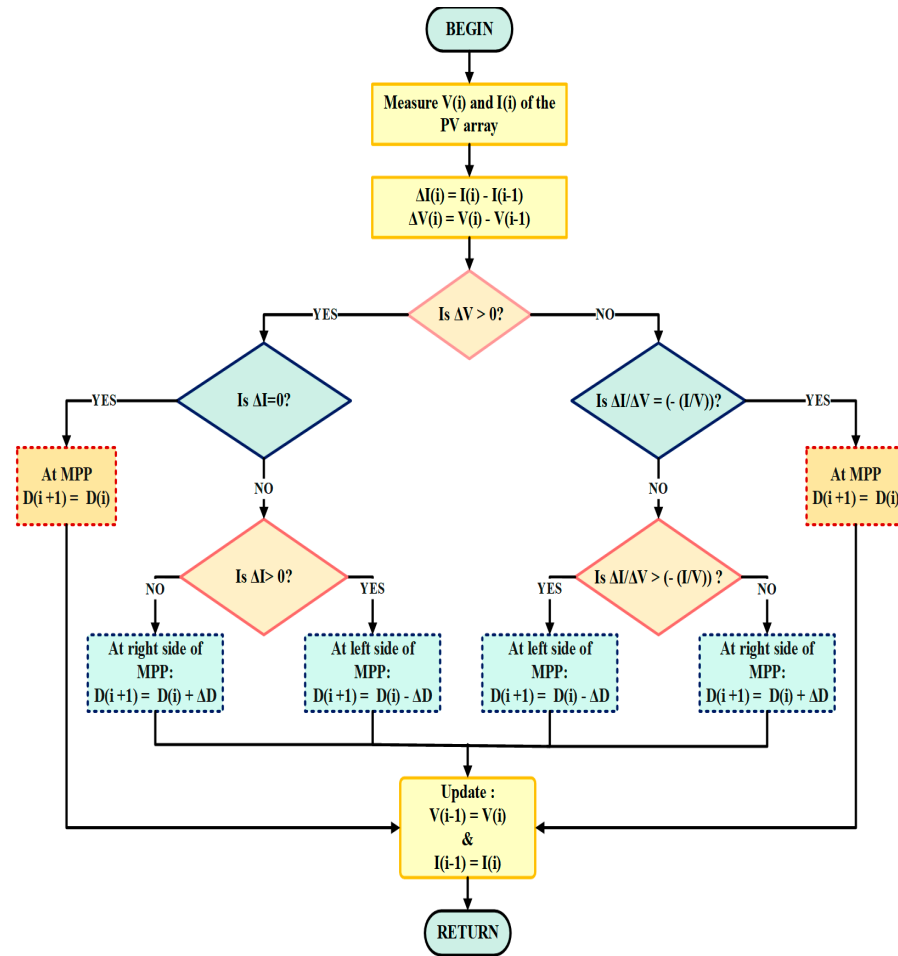 BEGIN
Measure V(i) and I(i) of the
PV array
ΔI(i) = I(i) - I(i-1)
ΔV(i) = V(i) - V(i-1)
Is ΔV > 0?
YES
NO
Is ΔI=0?
Is ΔI/ΔV = (- (I/V))?
YES
YES
At MPP
D(i +1) = D(i)
At MPP
D(i +1) = D(i)
NO
NO
Is ΔI> 0?
Is ΔI/ΔV > (- (I/V)) ?
NO
YES
YES
NO
At right side of
MPP:
D(i +1) = D(i) + ΔD
At left side of
MPP:
D(i +1) = D(i) - ΔD
At left side of
MPP:
D(i +1) = D(i) - ΔD
At right side of
MPP:
D(i +1) = D(i) + ΔD
Update :
V(i-1) = V(i)
&
I(i-1) = I(i)
RETURN